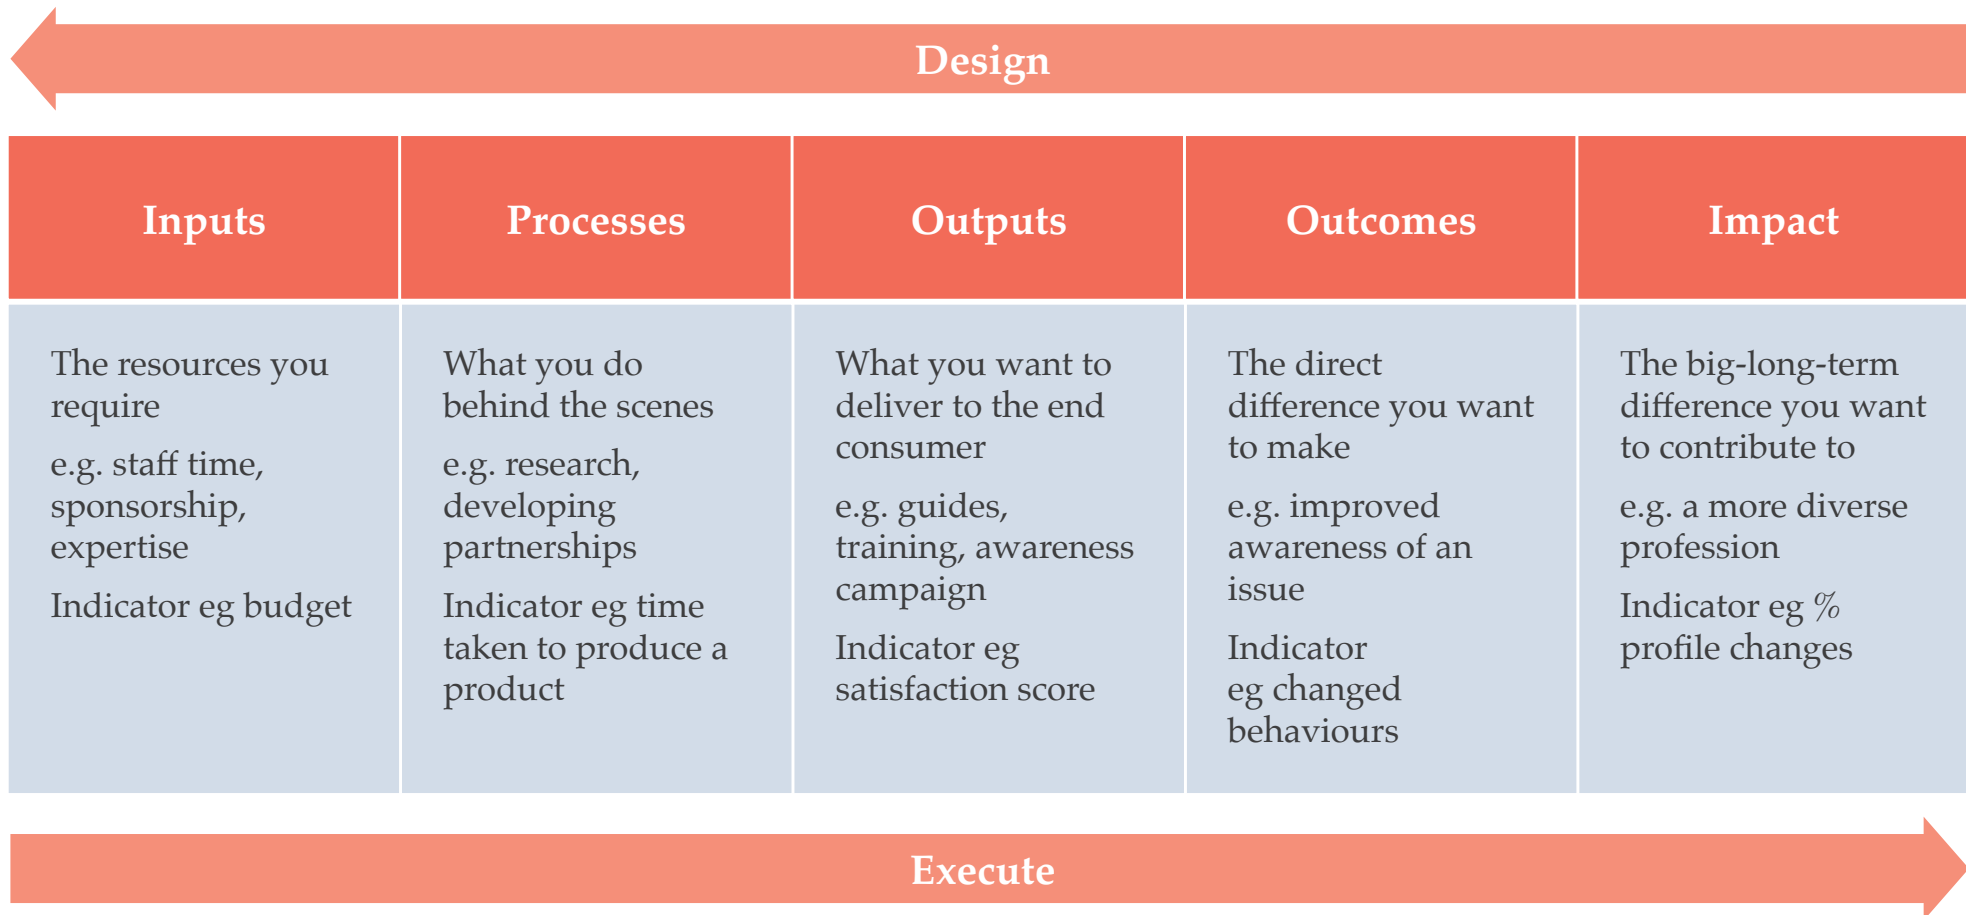 Design
Inputs
Processes
Outputs
Outcomes
Impact
The resources you
require
e.g. staff time,
sponsorship,
expertise
Indicator eg budget
What you do
behind the scenes
e.g. research,
developing
partnerships
Indicator eg time
taken to produce a
product
What you want to
deliver to the end
consumer
e.g. guides,
training, awareness
campaign
Indicator eg
satisfaction score
The direct
difference you want
to make
e.g. improved
awareness of an
issue
Indicator
eg changed
behaviours
The big-long-term
difference you want
to contribute to
e.g. a more diverse
profession
Indicator eg %
profile changes
Execute